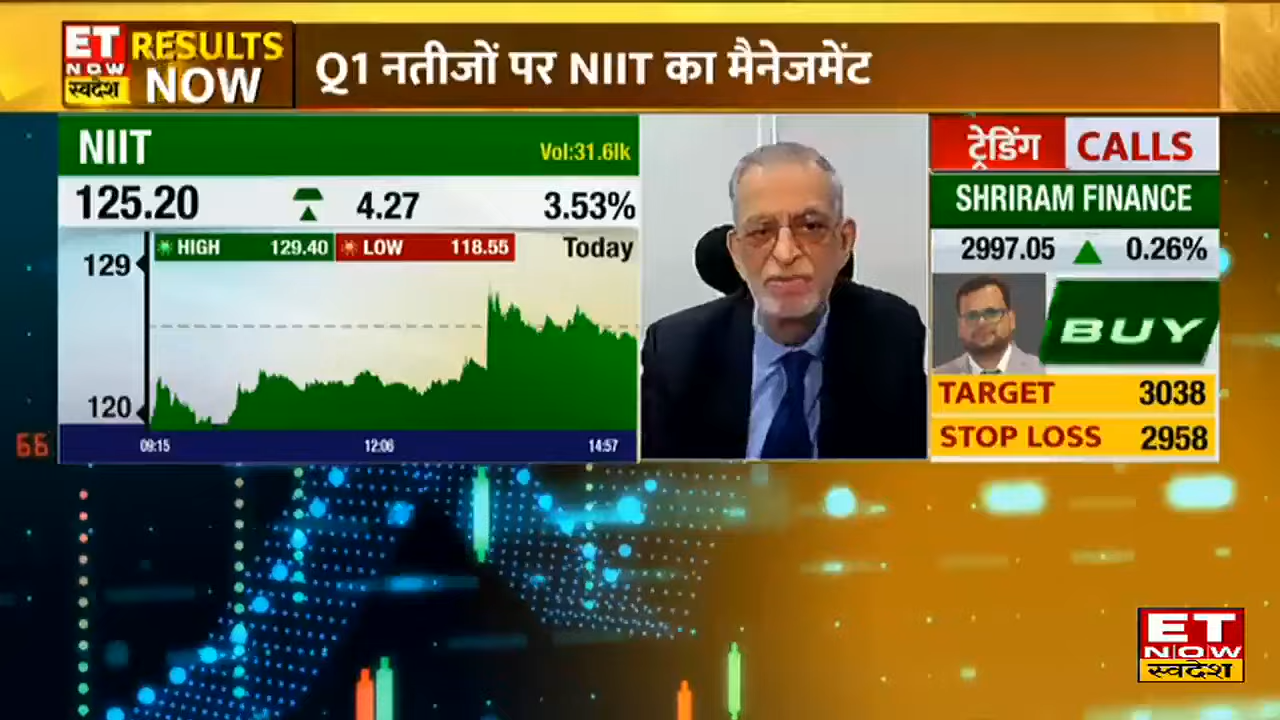 ET
NOW
स्वदेश
RESULTS
NOW
Q1 नतीजों पर NIIT का मैनेजमेंट
NIIT
Vol:31.6lk
125.20 4.27 3.53%
HIGH 129.40 LOW 118.55 Today
129
120
09:15 12:06 14:57
ट्रेडिंग CALLS
SHRIRAM FINANCE
2997.05 0.26%
BUY
TARGET 3038
STOP LOSS 2958
66
ET
NOW
स्वदेश